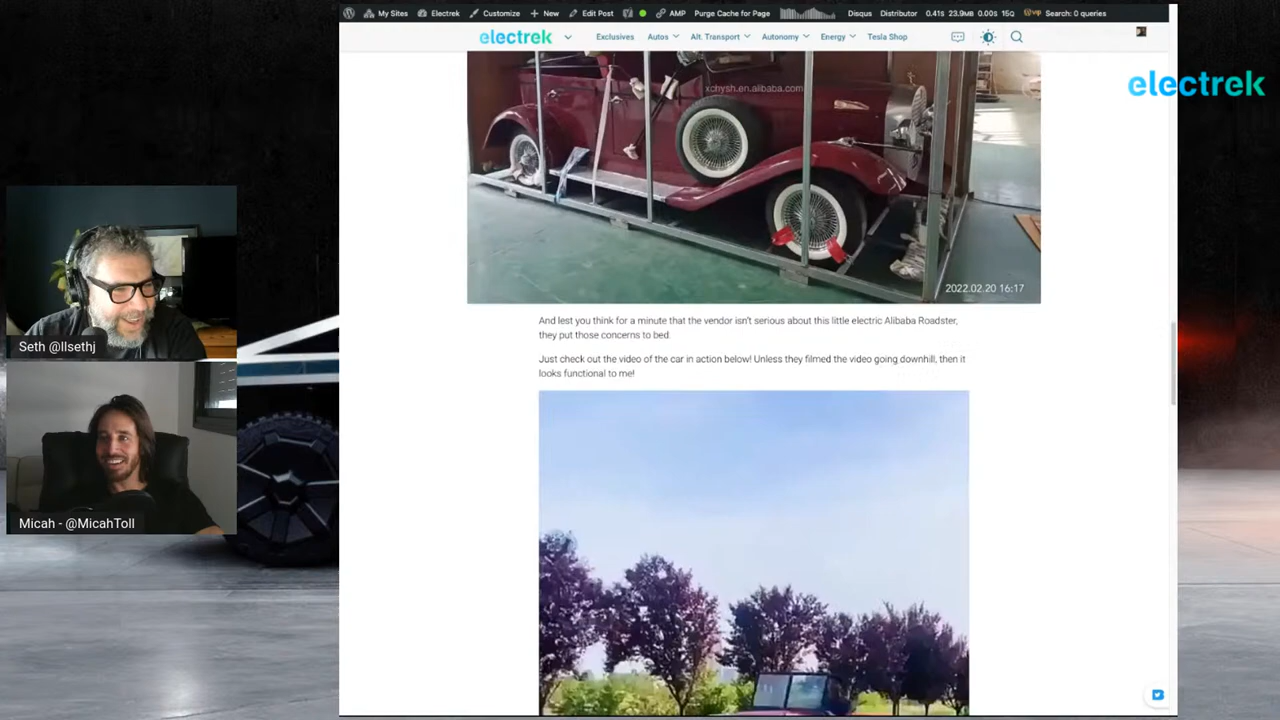 My Sites Electrek Customize New Edit Post AMP Purge Cache for Page Disqus Distributor 0.41s 23.9MB 0.00s 15Q Search: 0 queries
electrek Exclusives Autos Alt. Transport Autonomy Energy Tesla Shop
electrek
xchysh.en.alibaba.com
2022.02.20 16:17
And lest you think for a minute that the vendor isn't serious about this little electric Alibaba Roadster,
they put those concerns to bed.
Just check out the video of the car in action below! Unless they filmed the video going downhill, then it
looks functional to me!
Seth @llsethj
Micah - @MicahToll